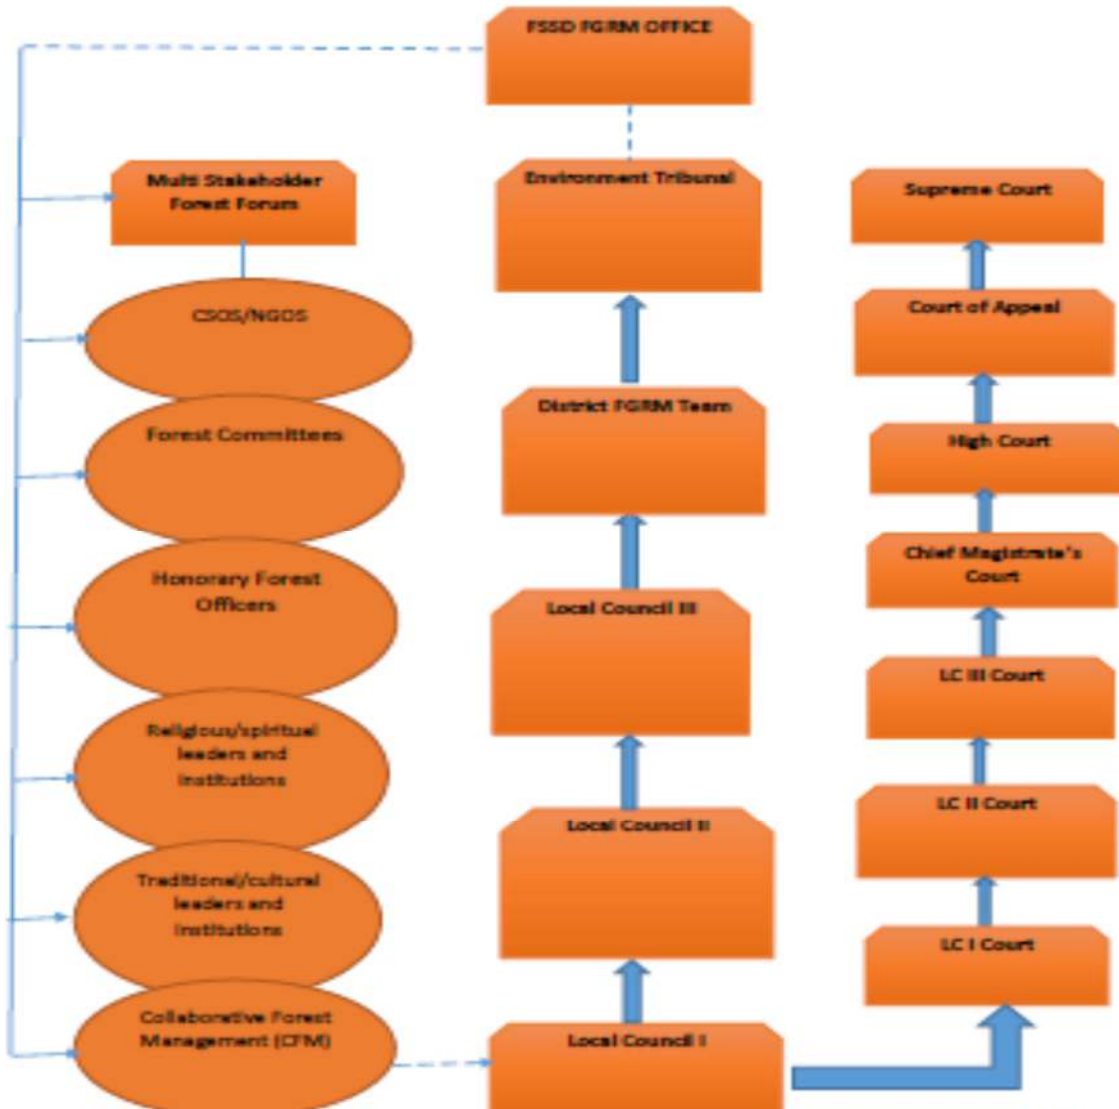 FSSD FGRM OFFICE
Multi Stakeholder
Forest Forum
CSOS/NGOS
Forest Committees
Honorary Forest
Officers
Religious/spiritual
leaders and
Institutions
Traditional/cultural
leaders and
Institutions
Collaborative Forest
Management (CFM)
Environment Tribunal
District FGRM Team
Local Council III
Local Council II
Local Council I
Supreme Court
Court of Appeal
High Court
Chief Magistrate's
Court
LC III Court
LC II Court
LC I Court